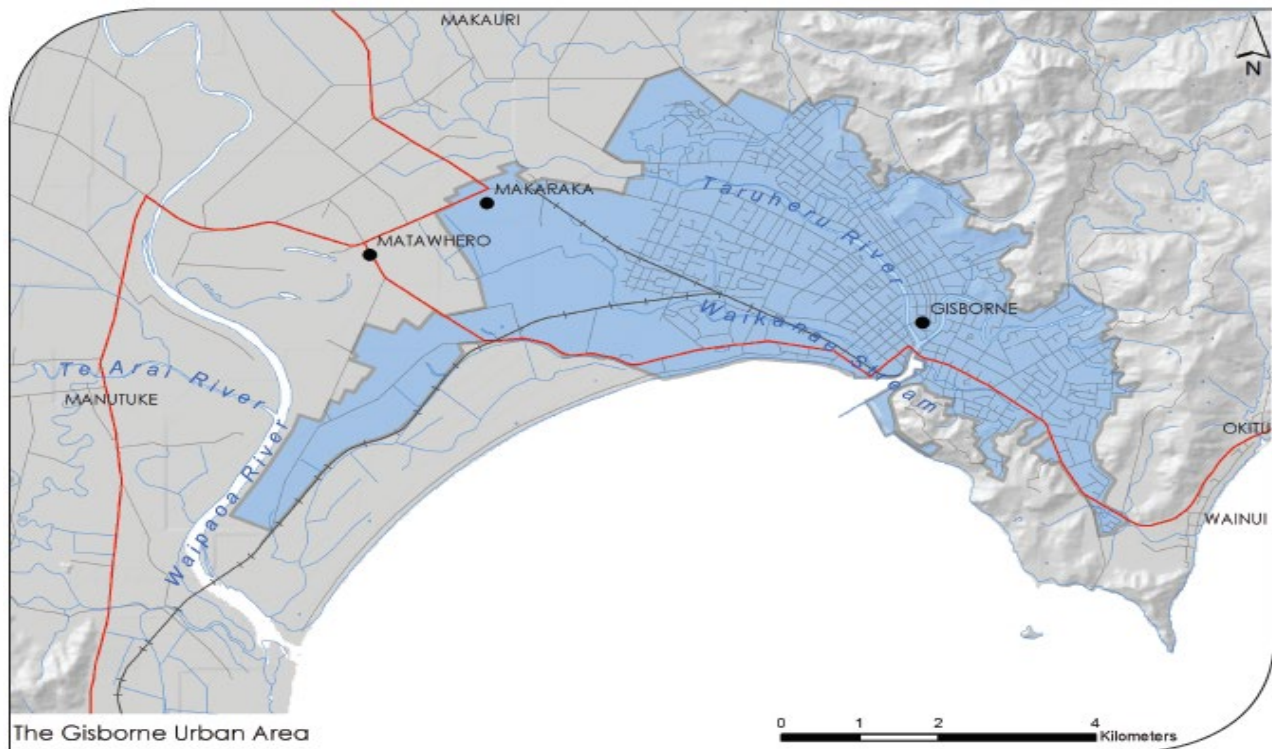 MAKAURI
N
MAKARAKA
Taruheru River
MATAWHERO
GISBORNE
Waikanae Stream
Te Arai River
MANUTUKE
Waipaoa River
OKITU
WAINUI
The Gisborne Urban Area
0 1 2 4
Kilometers